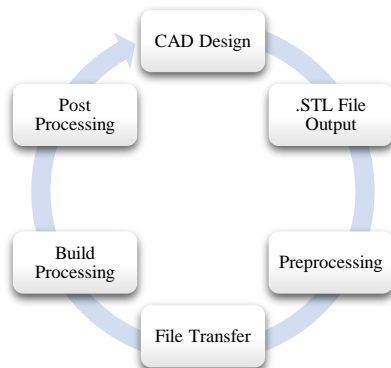 CAD Design
.STL File
Output
Preprocessing
File Transfer
Build
Processing
Post
Processing